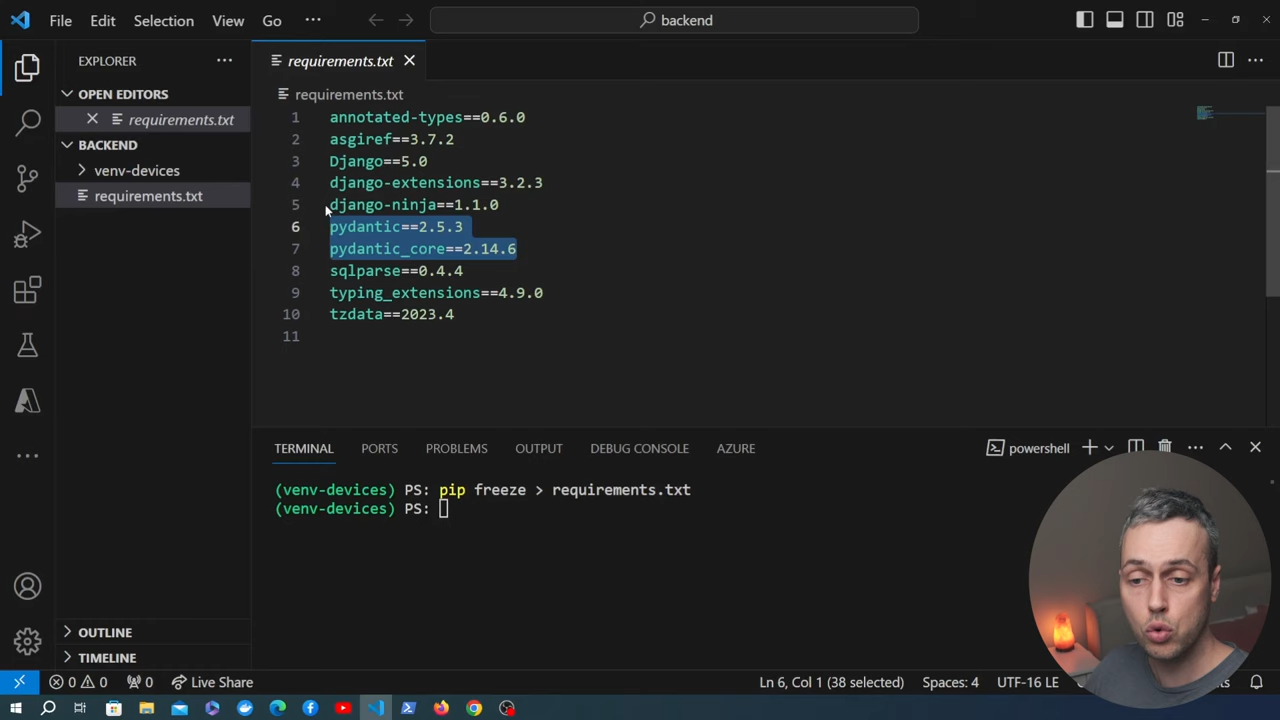 File Edit Selection View Go ··· backend
EXPLORER ···
OPEN EDITORS
requirements.txt
BACKEND
venv-devices
requirements.txt
OUTLINE
TIMELINE
requirements.txt
requirements.txt
1 annotated-types==0.6.0
2 asgiref==3.7.2
3 Django==5.0
4 django-extensions==3.2.3
5 django-ninja==1.1.0
6 pydantic==2.5.3
7 pydantic_core==2.14.6
8 sqlparse==0.4.4
9 typing_extensions==4.9.0
10 tzdata==2023.4
11
TERMINAL PORTS PROBLEMS OUTPUT DEBUG CONSOLE AZURE powershell
(venv-devices) PS: pip freeze > requirements.txt
(venv-devices) PS:
0 0 0 Live Share Ln 6, Col 1 (38 selected) Spaces: 4 UTF-16 LE